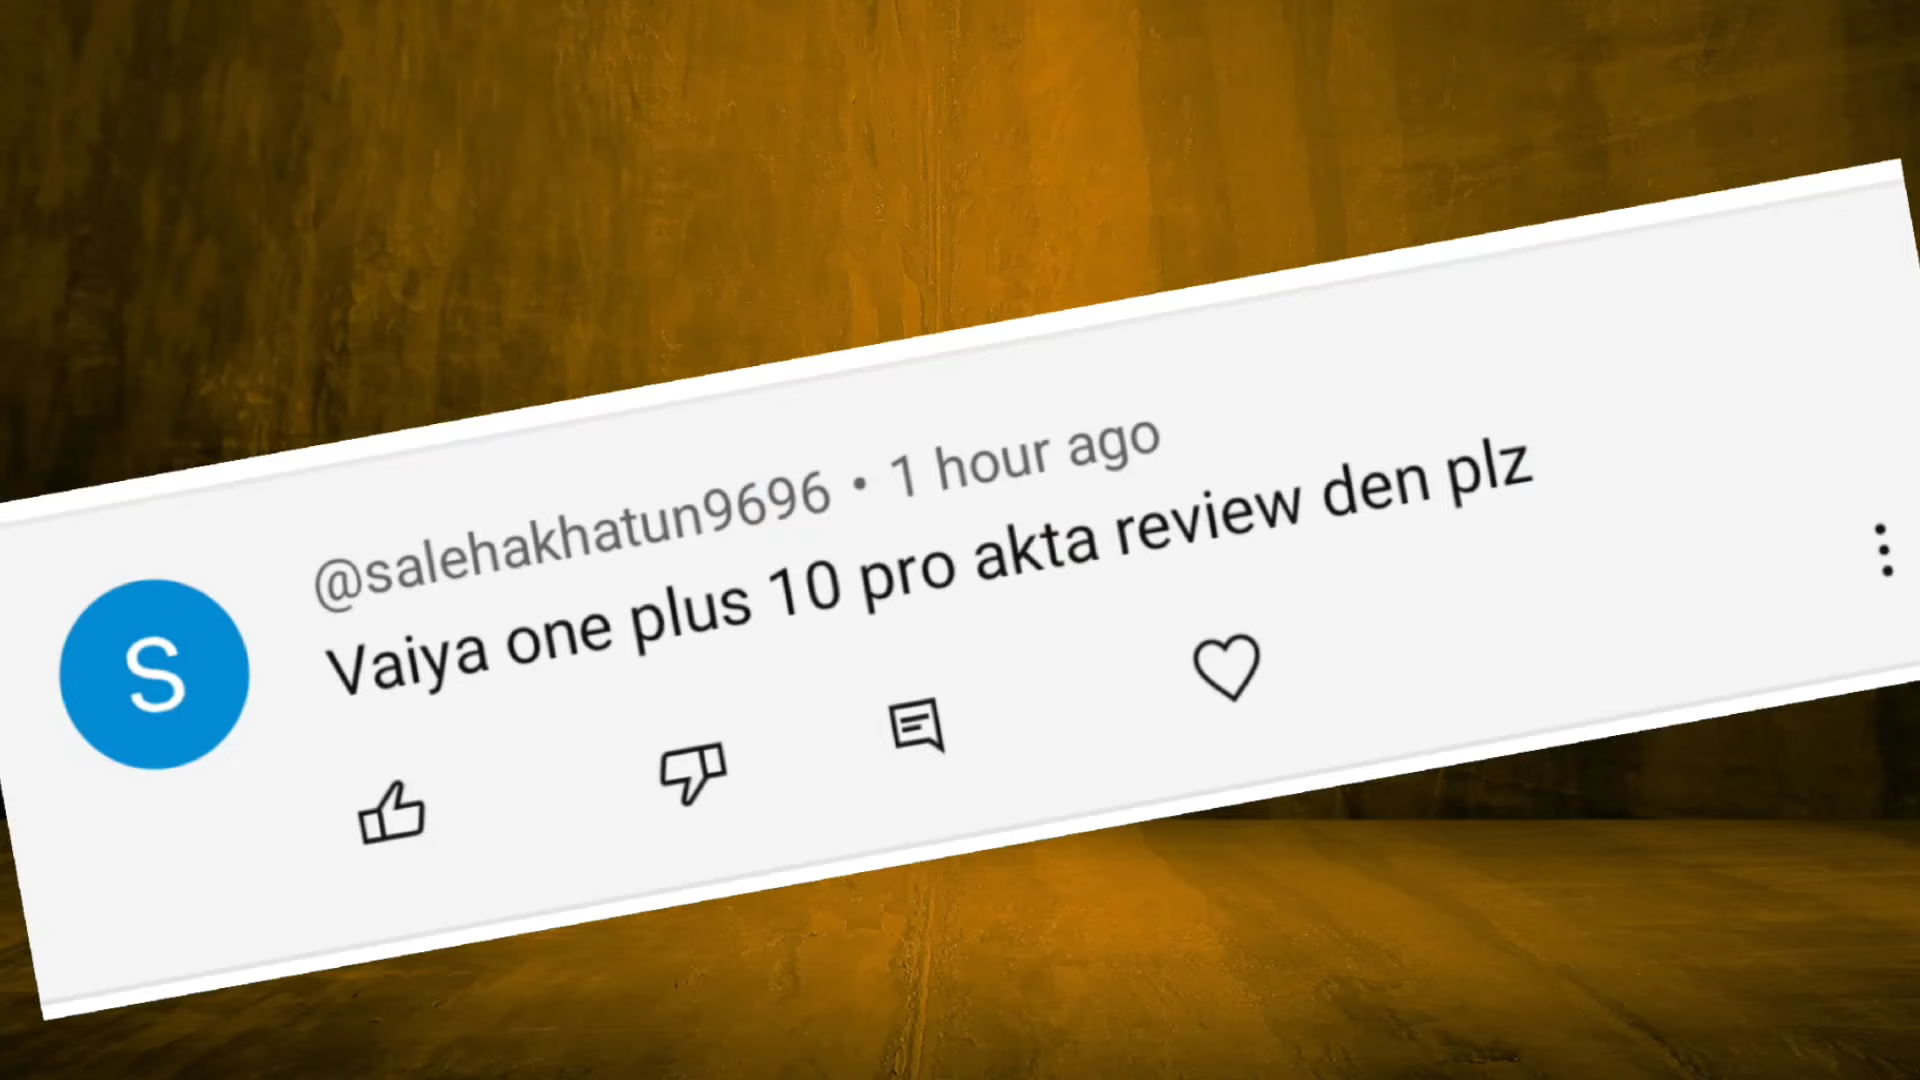 @salehakhatun9696 • 1 hour ago
Vaiya one plus 10 pro akta review den plz
S